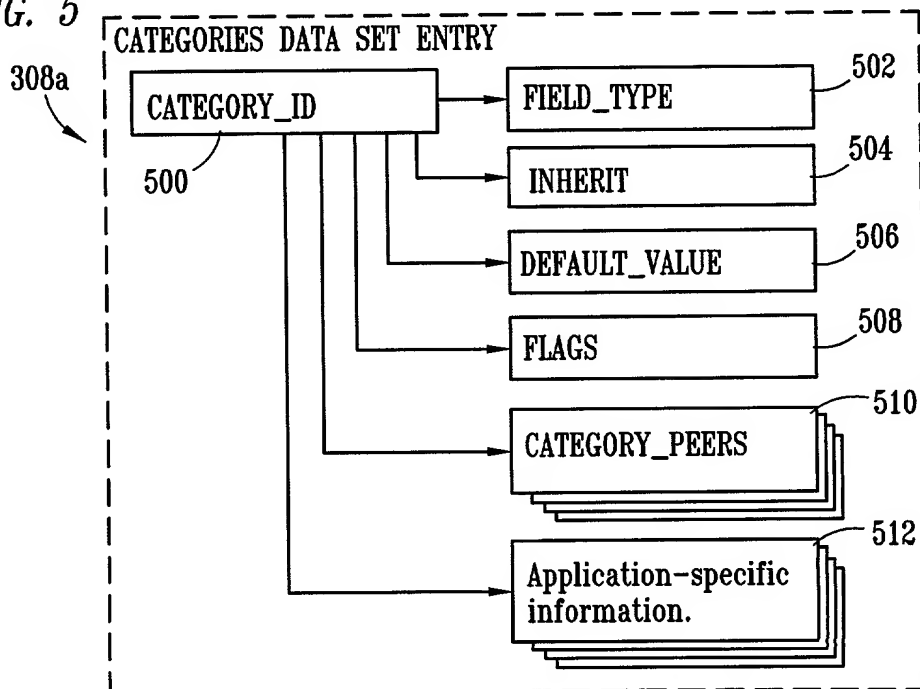 G. 5
CATEGORIES DATA SET ENTRY
308a
CATEGORY_ID
500
FIELD_TYPE
502
INHERIT
504
DEFAULT_VALUE
506
FLAGS
508
CATEGORY_PEERS
510
Application-specific
information.
512